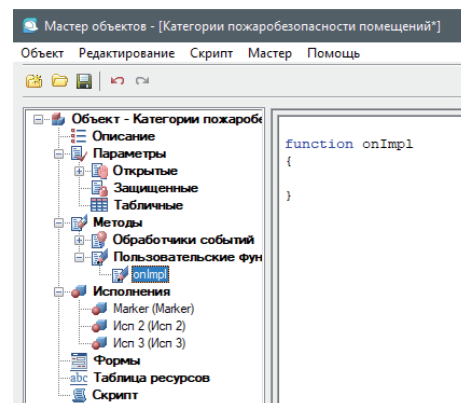 Мастер объектов - [Категории пожаробезопасности помещений*]
Объект Редактирование Скрипт Мастер Помощь
Объект - Категории пожаробе
Описание
Параметры
Открытые
Защищенные
Табличные
Методы
Обработчики событий
Пользовательские фун
onImpl
Исполнения
Marker (Marker)
Исп 2 (Исп 2)
Исп 3 (Исп 3)
Формы
abc Таблица ресурсов
Скрипт
function onImpl
{
}